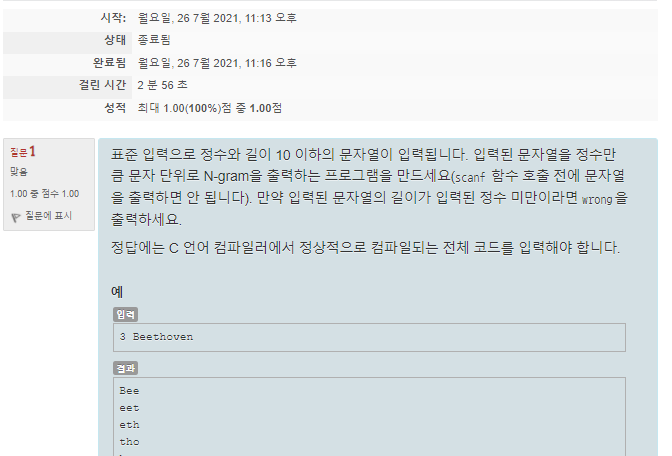 시작: 월요일, 26 7월 2021, 11:13 오후
상태 종료됨
완료됨 월요일, 26 7월 2021, 11:16 오후
걸린 시간 2 분 56 초
성적 최대 1.00(100%)점 중 1.00점
질문 1
맞음
1.00 중 점수 1.00
질문에 표시
표준 입력으로 정수와 길이 10 이하의 문자열이 입력됩니다. 입력된 문자열을 정수만
큼 문자 단위로 N-gram을 출력하는 프로그램을 만드세요(scanf 함수 호출 전에 문자열
을 출력하면 안 됩니다). 만약 입력된 문자열의 길이가 입력된 정수 미만이라면 wrong을
출력하세요.
정답에는 C 언어 컴파일러에서 정상적으로 컴파일되는 전체 코드를 입력해야 합니다.
예
입력
3 Beethoven
결과
Bee
eet
eth
tho